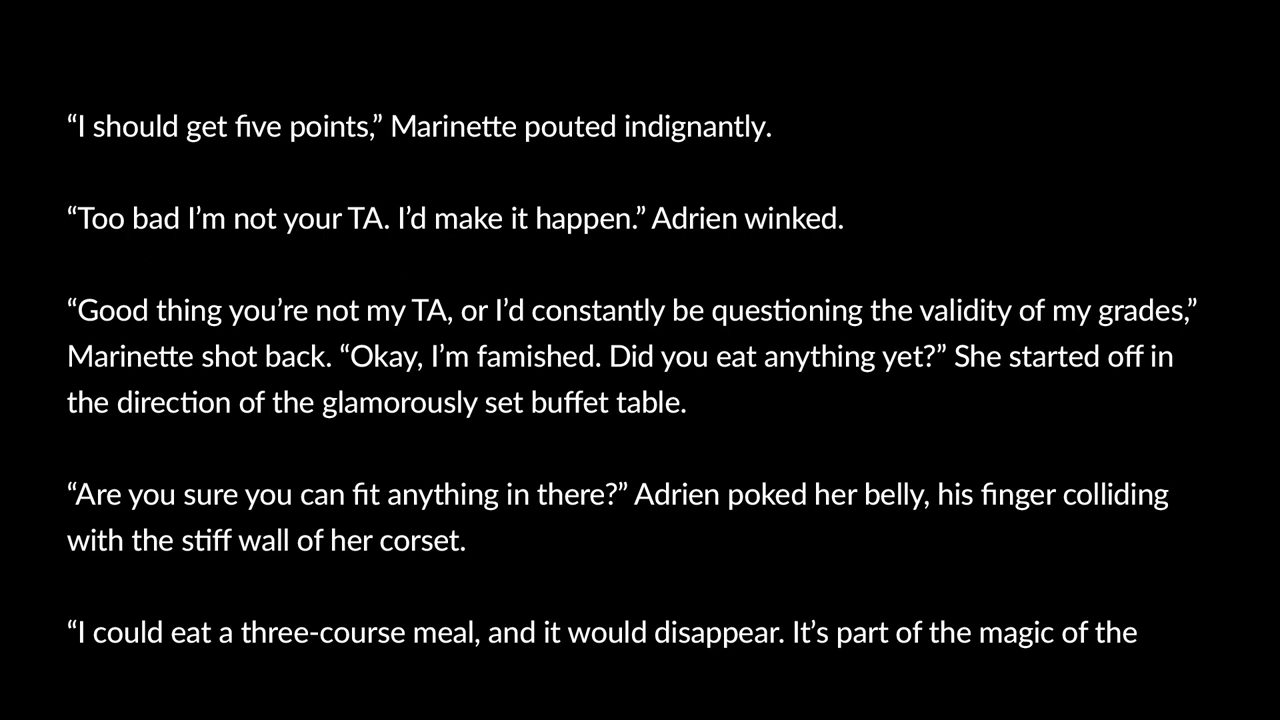 “I should get five points,” Marinette pouted indignantly.
“Too bad I’m not your TA. I’d make it happen.” Adrien winked.
“Good thing you’re not my TA, or I’d constantly be questioning the validity of my grades,”
Marinette shot back. “Okay, I’m famished. Did you eat anything yet?” She started off in
the direction of the glamorously set buffet table.
“Are you sure you can fit anything in there?” Adrien poked her belly, his finger colliding
with the stiff wall of her corset.
“I could eat a three-course meal, and it would disappear. It’s part of the magic of the